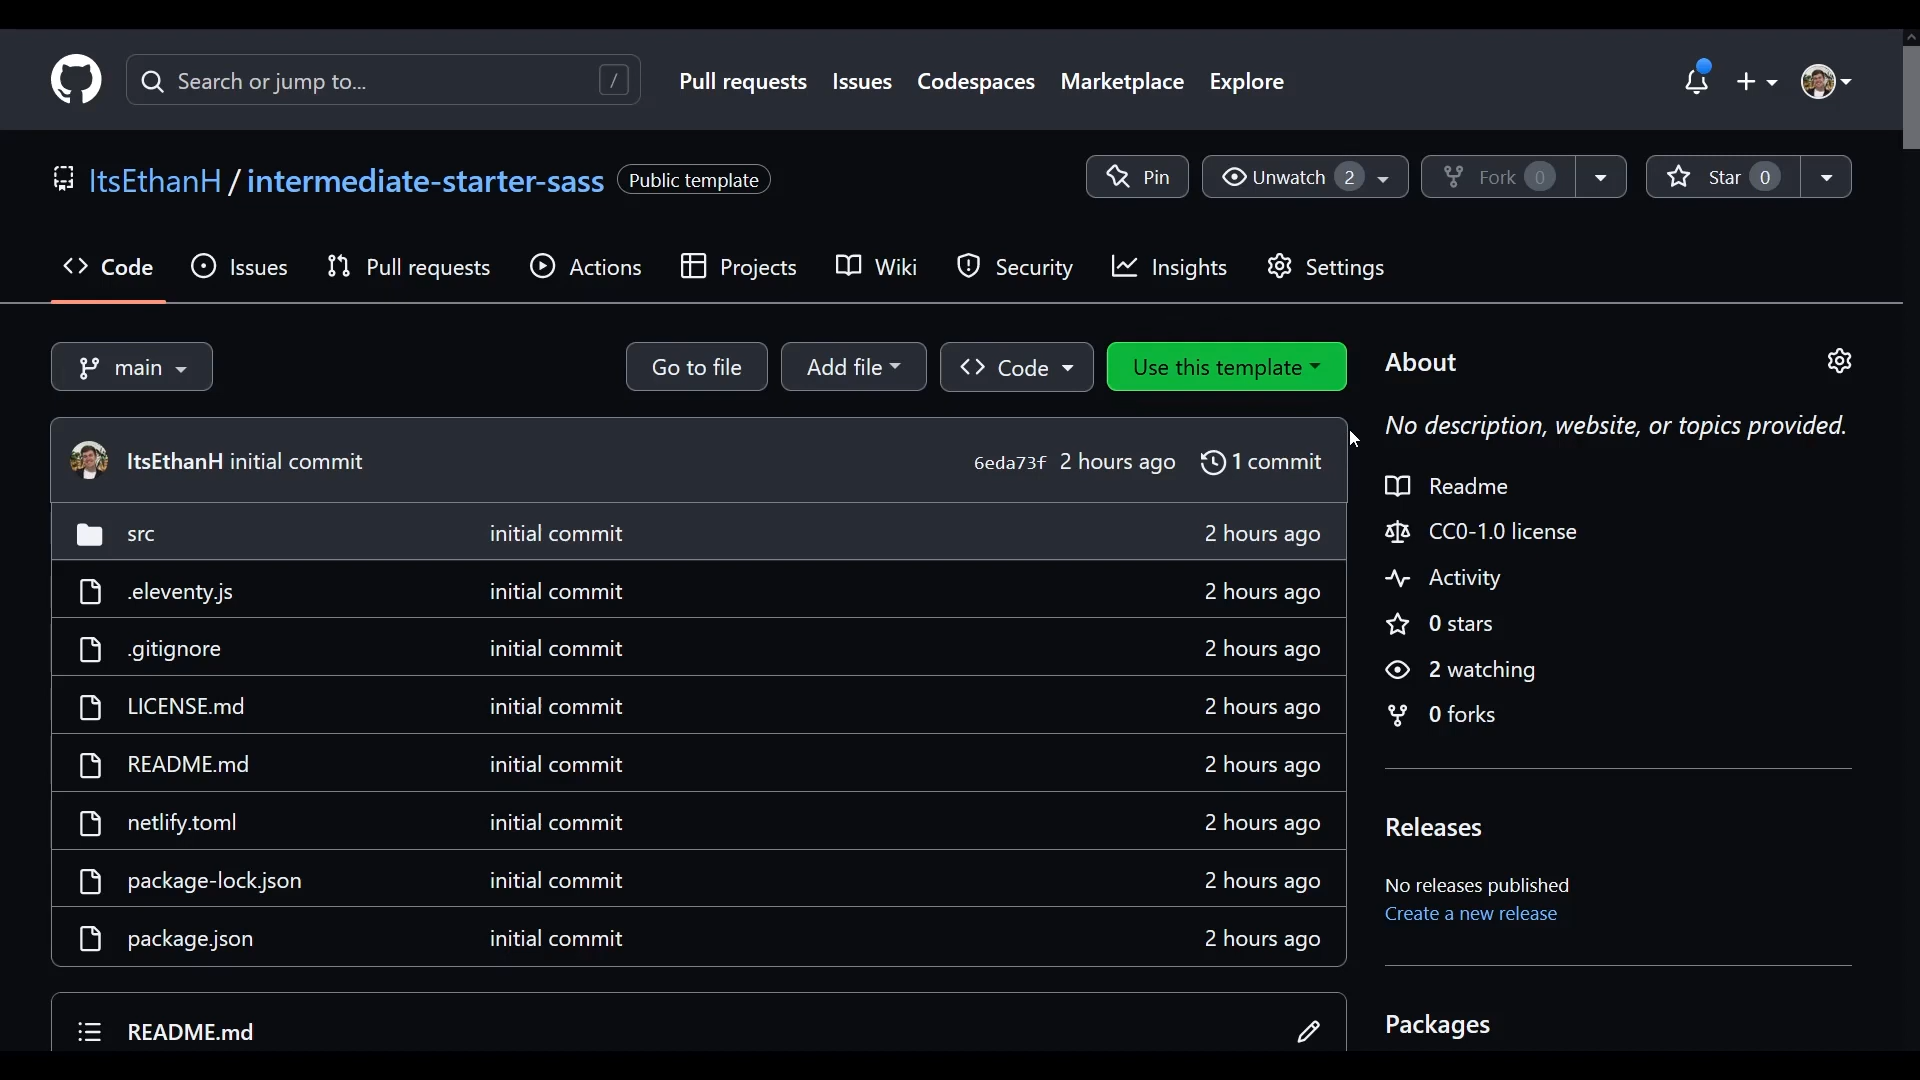 Search or jump to... / Pull requests Issues Codespaces Marketplace Explore
ItsEthanH / intermediate-starter-sass Public template Pin Unwatch 2 Fork 0 Star 0
Code Issues Pull requests Actions Projects Wiki Security Insights Settings
main Go to file Add file Code Use this template
ItsEthanH initial commit 6eda73f 2 hours ago 1 commit
src initial commit 2 hours ago
.eleventy.js initial commit 2 hours ago
.gitignore initial commit 2 hours ago
LICENSE.md initial commit 2 hours ago
README.md initial commit 2 hours ago
netlify.toml initial commit 2 hours ago
package-lock.json initial commit 2 hours ago
package.json initial commit 2 hours ago
README.md
About
No description, website, or topics provided.
Readme
CC0-1.0 license
Activity
0 stars
2 watching
0 forks
Releases
No releases published
Create a new release
Packages